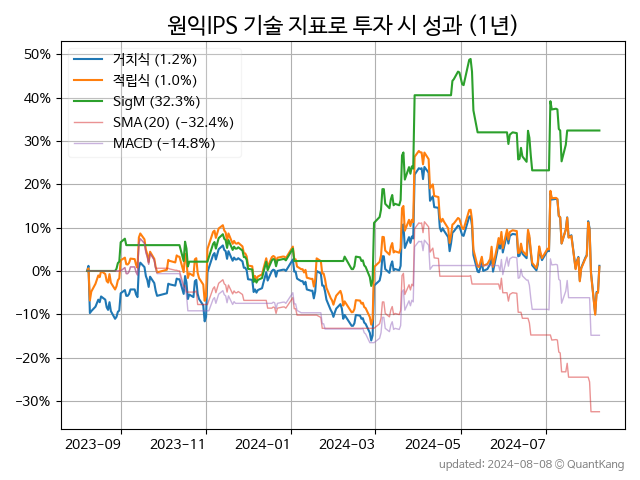 원익IPS 기술 지표로 투자 시 성과 (1년)
거치식 (1.2%)
적립식 (1.0%)
SigM (32.3%)
SMA(20) (−32.4%)
MACD (−14.8%)
50%
40%
30%
20%
10%
0%
−10%
−20%
−30%
2023-09 2023-11 2024-01 2024-03 2024-05 2024-07
updated: 2024-08-08 © QuantKang